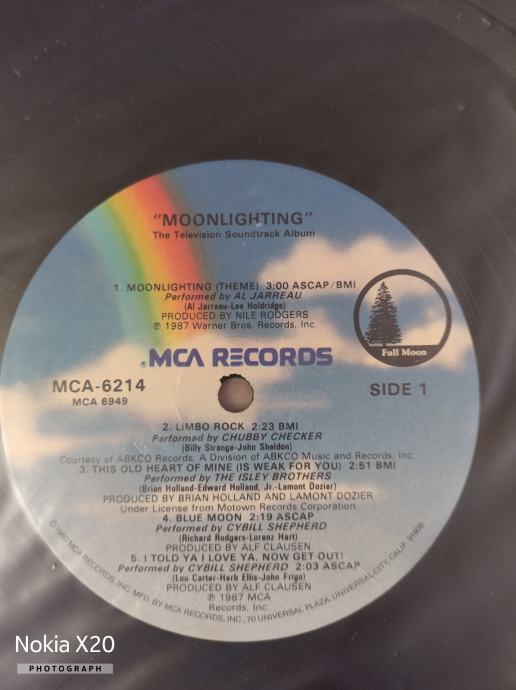 "MOONLIGHTING"
The Television Soundtrack Album
1. MOONLIGHTING (THEME) 3:00 ASCAP/BMI
Performed by AL JARREAU
(Al Jarreau-Lee Holdridge)
PRODUCED BY NILE RODGERS
℗ 1987 Warner Bros. Records, Inc.
Full Moon
MCA RECORDS
MCA-6214
MCA 6949
SIDE 1
2. LIMBO ROCK 2:23 BMI
Performed by CHUBBY CHECKER
(Billy Strange-John Sheldon)
Courtesy of ABKCO Records, A Division of ABKCO Music and Records, Inc.
3. THIS OLD HEART OF MINE (IS WEAK FOR YOU) 2:51 BMI
Performed by THE ISLEY BROTHERS
(Brian Holland-Edward Holland, Jr.-Lamont Dozier)
PRODUCED BY BRIAN HOLLAND AND LAMONT DOZIER
Under License from Motown Records Corporation
4. BLUE MOON 2:19 ASCAP
Performed by CYBILL SHEPHERD
(Richard Rodgers-Lorenz Hart)
PRODUCED BY ALF CLAUSEN
5. I TOLD YA I LOVE YA, NOW GET OUT!
Performed by CYBILL SHEPHERD 2:03 ASCAP
(Lou Carter-Herb Ellis-John Frigo)
PRODUCED BY ALF CLAUSEN
℗ 1987 MCA
Records, Inc.
©1980 MCA RECORDS, INC. MFD. BY MCA RECORDS, INC., 70 UNIVERSAL PLAZA, UNIVERSAL CITY, CALIF. 91608
Nokia X20
PHOTOGRAPH